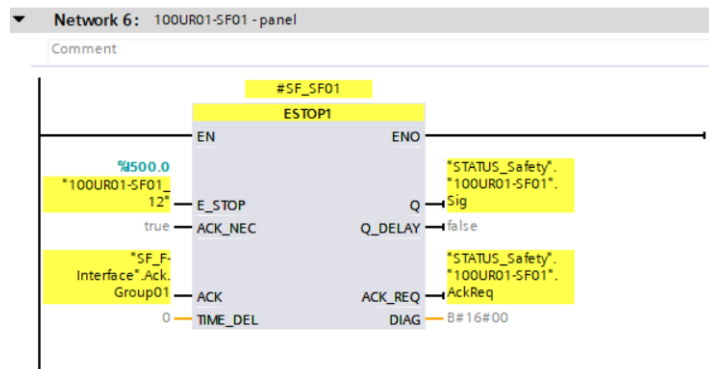 Network 6: 100UR01-SF01 - panel
Comment
#SF_SF01
ESTOP1
EN ENO
%I500.0
"100UR01-SF01_
12"
E_STOP
true
ACK_NEC
"SF_F-
Interface".Ack.
Group01
ACK
0
TIME_DEL
"STATUS_Safety".
"100UR01-SF01".
Sig
Q
Q_DELAY
false
"STATUS_Safety".
"100UR01-SF01".
AckReq
ACK_REQ
DIAG
B#16#00